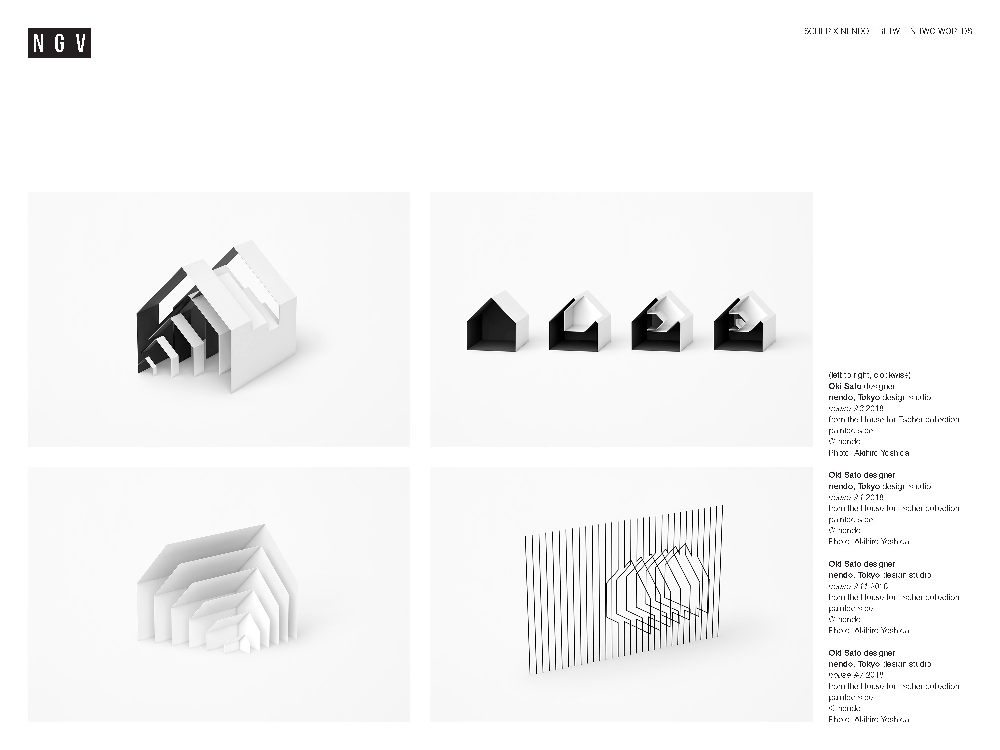 NGV
ESCHER X NENDO | BETWEEN TWO WORLDS
(left to right, clockwise)
Oki Sato designer
nendo, Tokyo design studio
house #6 2018
from the House for Escher collection
painted steel
© nendo
Photo: Akihiro Yoshida
Oki Sato designer
nendo, Tokyo design studio
house #1 2018
from the House for Escher collection
painted steel
© nendo
Photo: Akihiro Yoshida
Oki Sato designer
nendo, Tokyo design studio
house #11 2018
from the House for Escher collection
painted steel
© nendo
Photo: Akihiro Yoshida
Oki Sato designer
nendo, Tokyo design studio
house #7 2018
from the House for Escher collection
painted steel
© nendo
Photo: Akihiro Yoshida